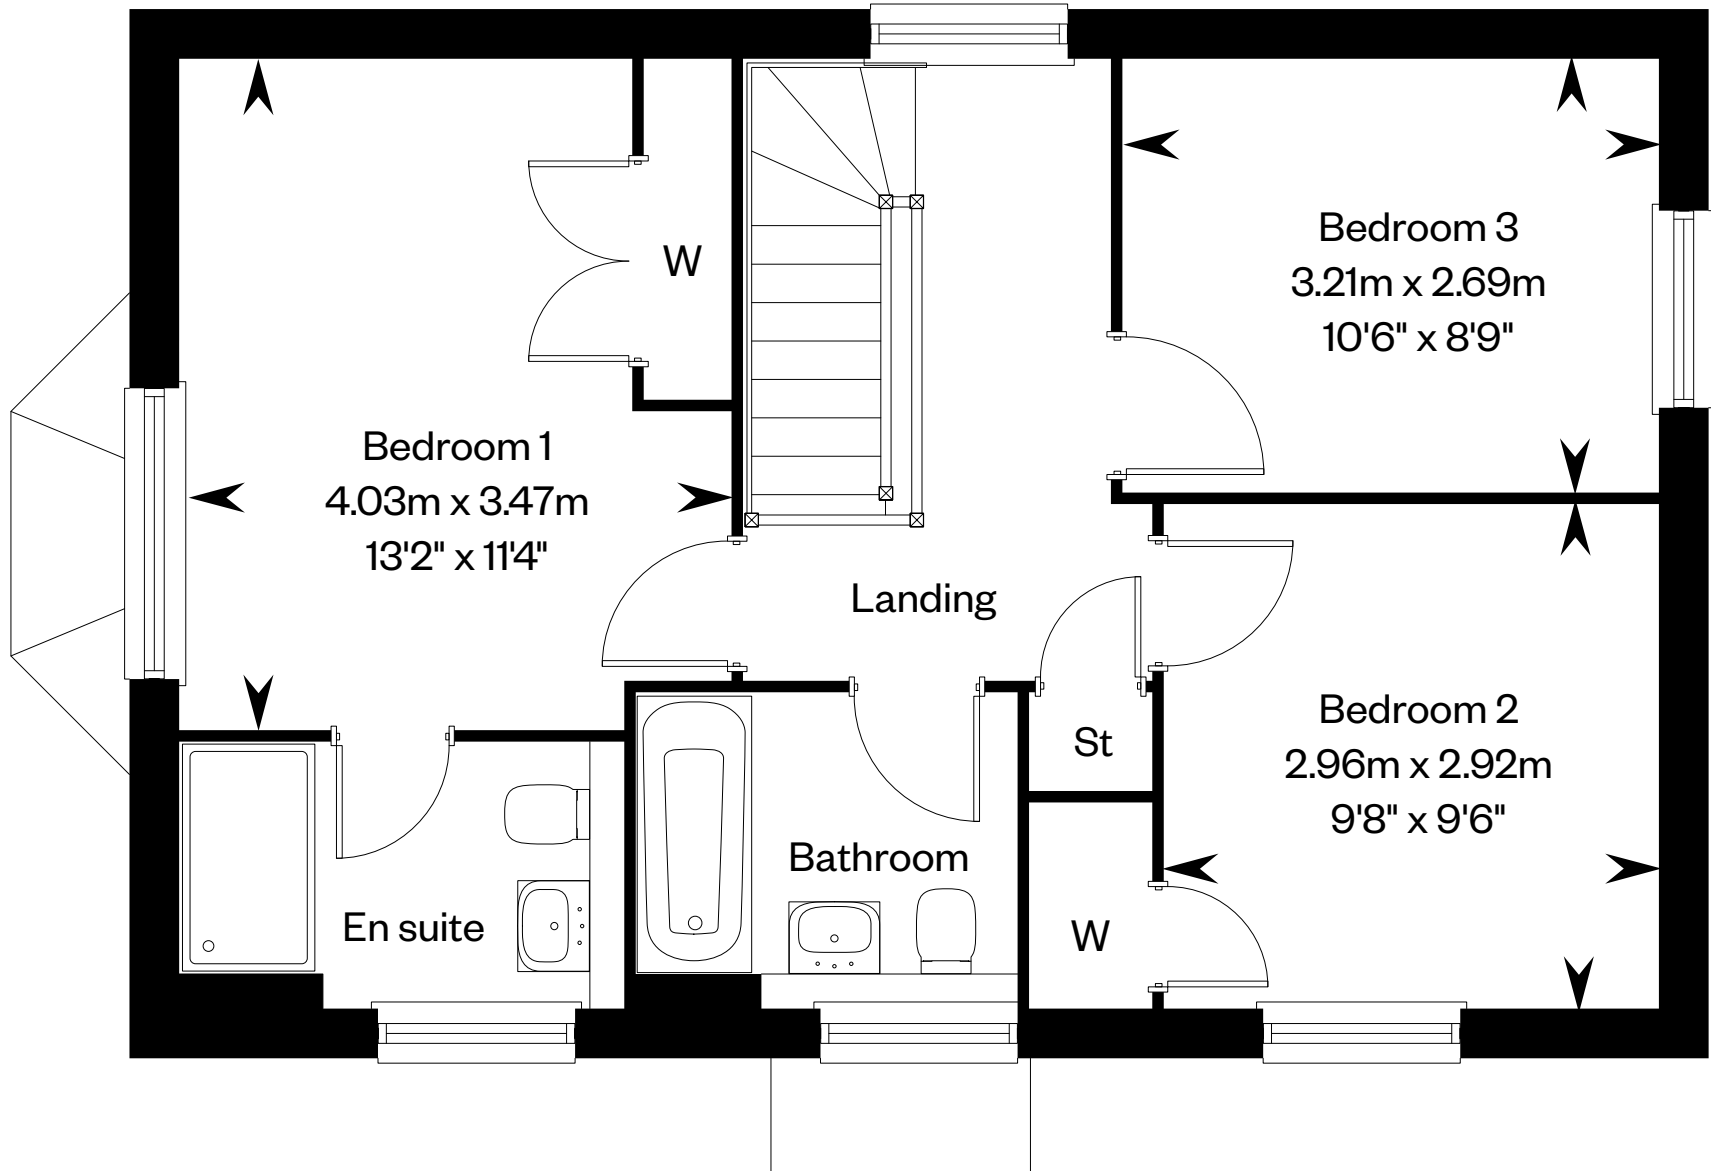 Bedroom 3
3.21m x 2.69m
10'6" x 8'9"
W
Bedroom 1
4.03m x 3.47m
13'2" x 11'4"
Landing
Bedroom 2
2.96m x 2.92m
9'8" x 9'6"
St
Bathroom
En suite
W